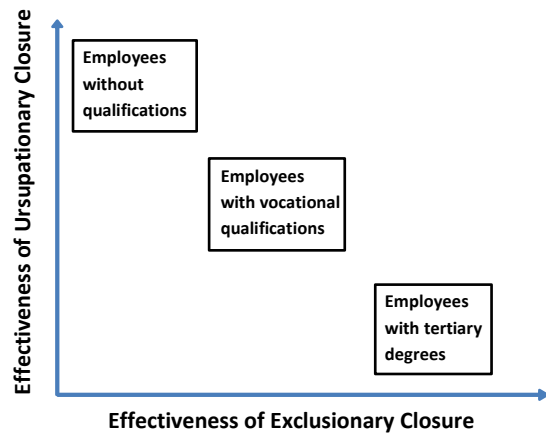 Effectiveness of Ursupationary Closure
Employees
without
qualifications
Employees
with vocational
qualifications
Employees
with tertiary
degrees
Effectiveness of Exclusionary Closure